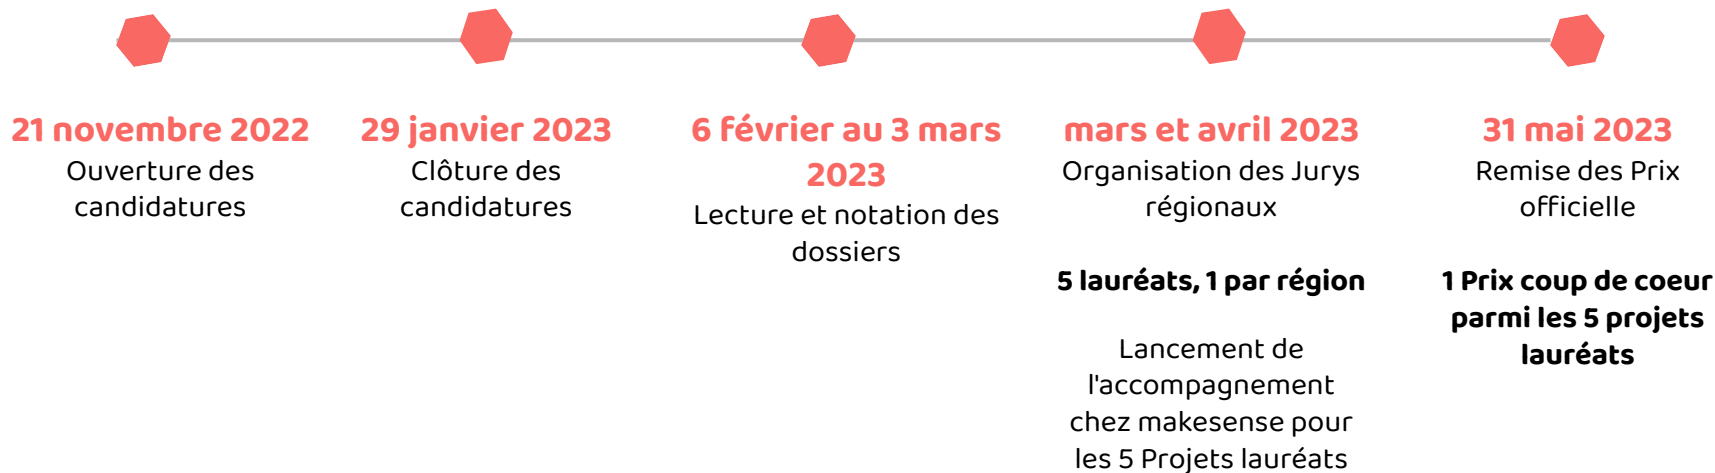 21 novembre 2022
Ouverture des
candidatures
29 janvier 2023
Clôture des
candidatures
6 février au 3 mars
2023
Lecture et notation des
dossiers
mars et avril 2023
Organisation des Jurys
régionaux
5 lauréats, 1 par région
Lancement de
l'accompagnement
chez makesense pour
les 5 Projets lauréats
31 mai 2023
Remise des Prix
officielle
1 Prix coup de coeur
parmi les 5 projets
lauréats